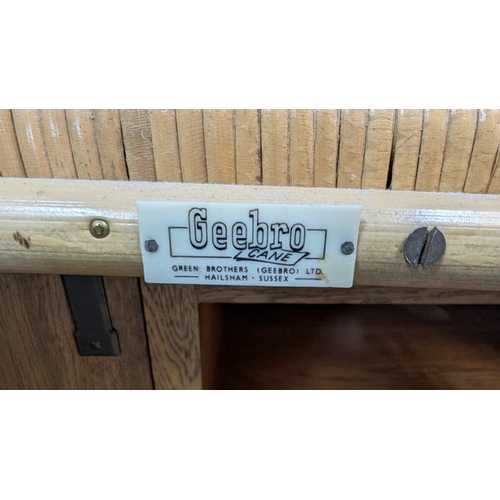 Geebro
CANE
GREEN BROTHERS (GEEBRO) LTD.
HAILSHAM · SUSSEX